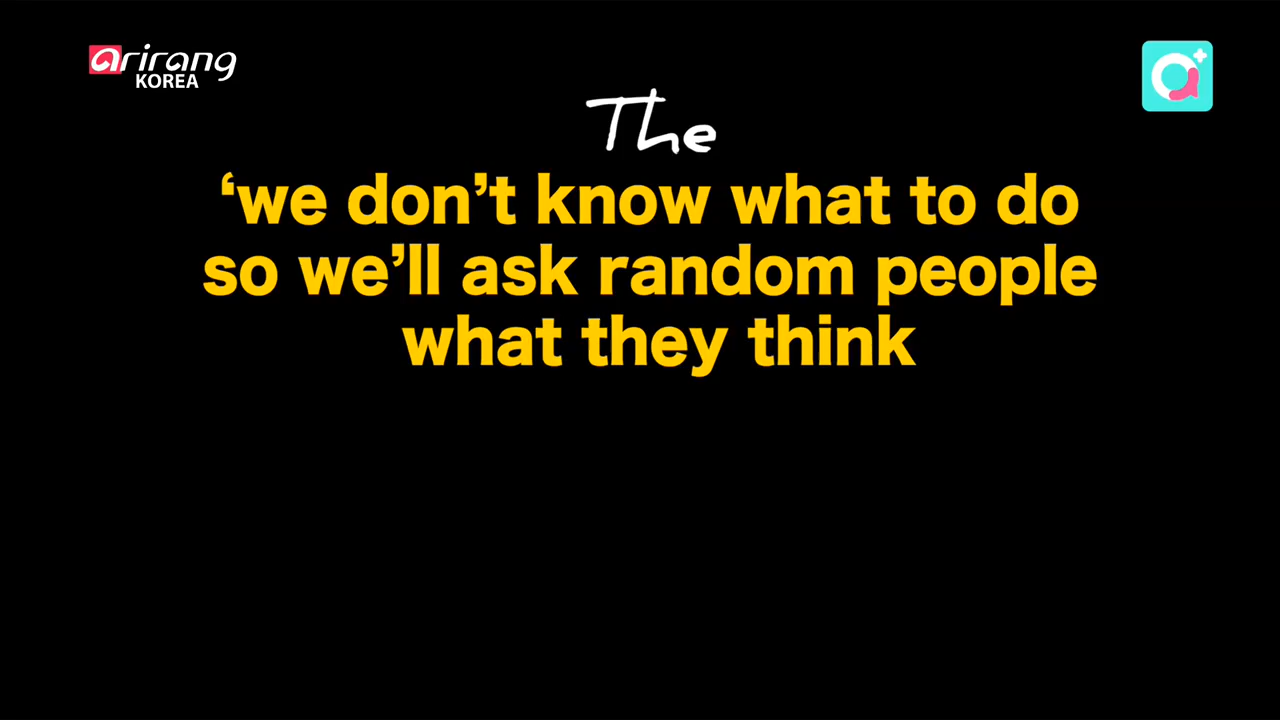 arirang
KOREA
The
‘we don’t know what to do
so we’ll ask random people
what they think